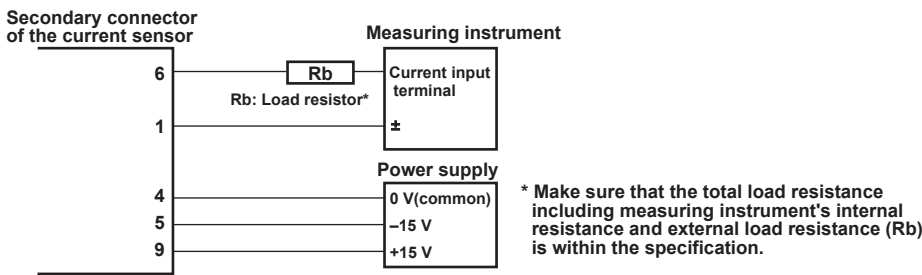 Secondary connector
of the current sensor
Measuring instrument
6
Rb
Current input
terminal
Rb: Load resistor*
1
±
Power supply
4
0 V(common)
5
–15 V
9
+15 V
* Make sure that the total load resistance
including measuring instrument's internal
resistance and external load resistance (Rb)
is within the specification.